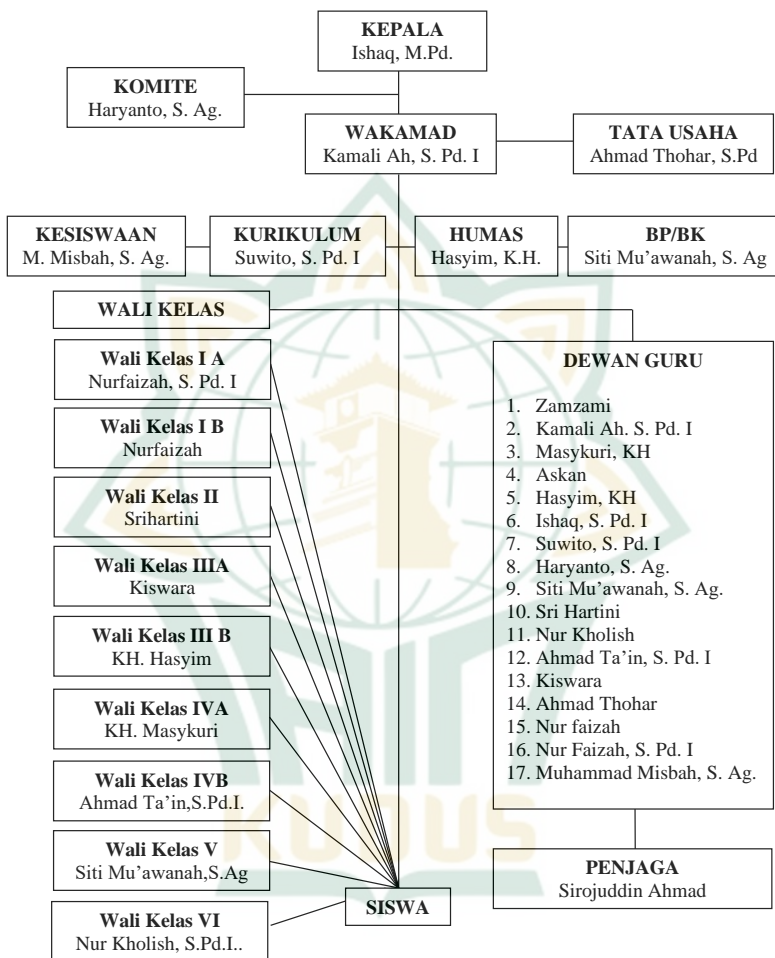 KEPALA
Ishaq, M.Pd.
KOMITE
Haryanto, S. Ag.
WAKAMAD
Kamali Ah, S. Pd. I
TATA USAHA
Ahmad Thohar, S.Pd
KESISWAAN
M. Misbah, S. Ag.
KURIKULUM
Suwito, S. Pd. I
HUMAS
Hasyim, K.H.
BP/BK
Siti Mu’awanah, S. Ag
WALI KELAS
Wali Kelas I A
Nurfaizah, S. Pd. I
Wali Kelas I B
Nurfaizah
Wali Kelas II
Srihartini
Wali Kelas IIIA
Kiswara
Wali Kelas III B
KH. Hasyim
Wali Kelas IVA
KH. Masykuri
Wali Kelas IVB
Ahmad Ta’in,S.Pd.I.
Wali Kelas V
Siti Mu’awanah,S.Ag
Wali Kelas VI
Nur Kholish, S.Pd.I..
DEWAN GURU
1. Zamzami
2. Kamali Ah. S. Pd. I
3. Masykuri, KH
4. Askan
5. Hasyim, KH
6. Ishaq, S. Pd. I
7. Suwito, S. Pd. I
8. Haryanto, S. Ag.
9. Siti Mu’awanah, S. Ag.
10. Sri Hartini
11. Nur Kholish
12. Ahmad Ta’in, S. Pd. I
13. Kiswara
14. Ahmad Thohar
15. Nur faizah
16. Nur Faizah, S. Pd. I
17. Muhammad Misbah, S. Ag.
PENJAGA
Sirojuddin Ahmad
SISWA
KUDUS